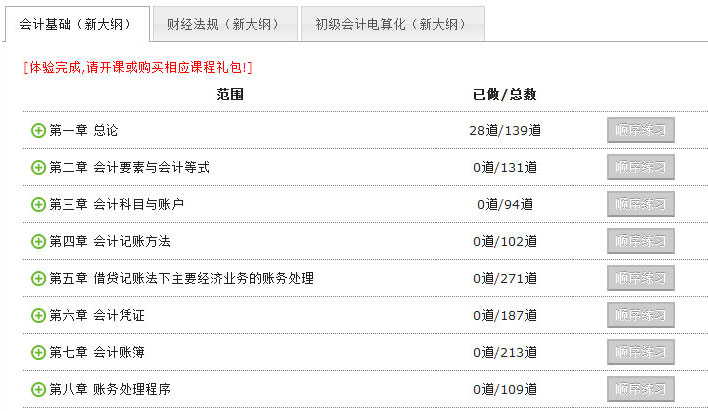 会计基础（新大纲） 财经法规（新大纲） 初级会计电算化（新大纲）
[体验完成,请开课或购买相应课程礼包!]
范围 已做/总数
第一章 总论 28道/139道 顺序练习
第二章 会计要素与会计等式 0道/131道 顺序练习
第三章 会计科目与账户 0道/94道 顺序练习
第四章 会计记账方法 0道/102道 顺序练习
第五章 借贷记账法下主要经济业务的账务处理 0道/271道 顺序练习
第六章 会计凭证 0道/187道 顺序练习
第七章 会计账簿 0道/213道 顺序练习
第八章 账务处理程序 0道/109道 顺序练习